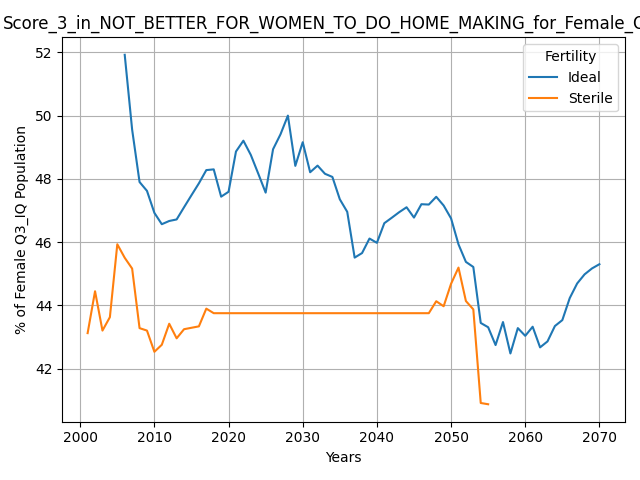 Score_3_in_NOT_BETTER_FOR_WOMEN_TO_DO_HOME_MAKING_for_Female_
52
50
48
46
44
42
% of Female Q3_IQ Population
Fertility
Ideal
Sterile
2000 2010 2020 2030 2040 2050 2060 2070
Years